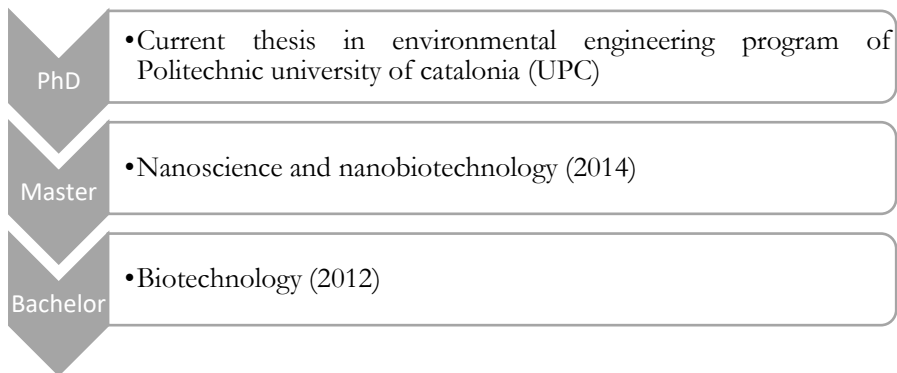 PhD
•Current thesis in environmental engineering program of
Politechnic university of catalonia (UPC)
Master
•Nanoscience and nanobiotechnology (2014)
Bachelor
•Biotechnology (2012)